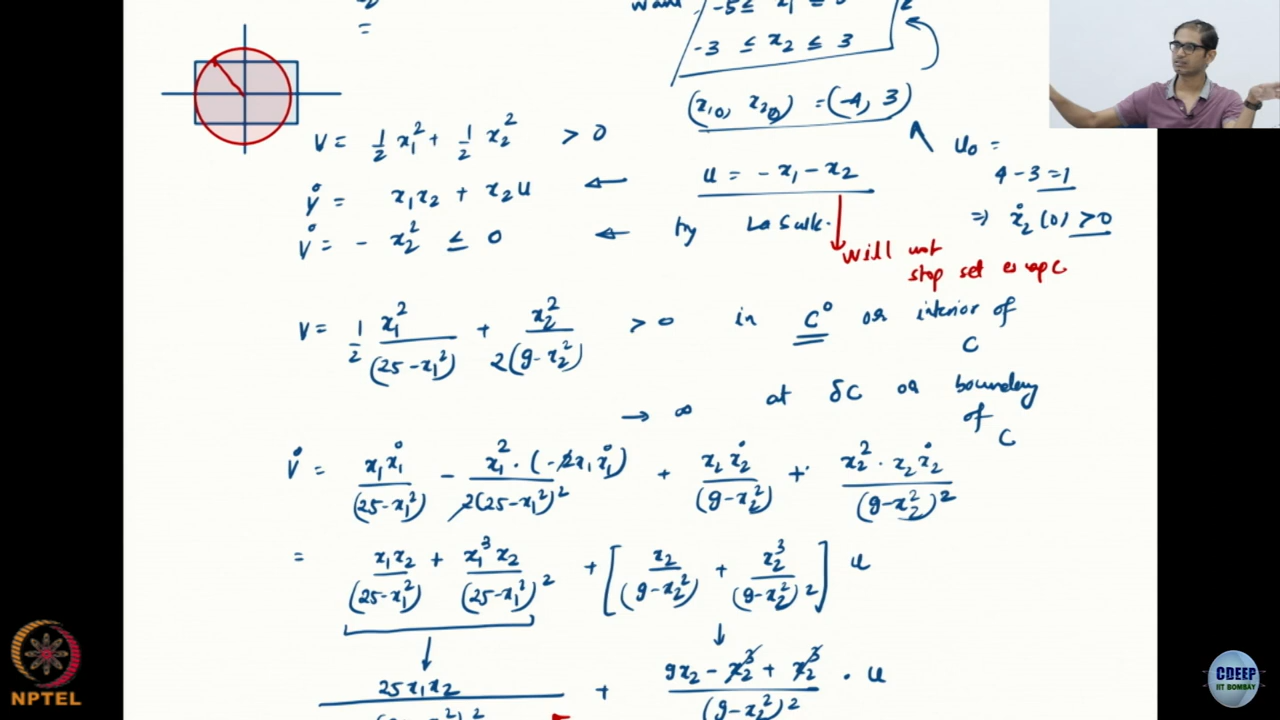 =
-3 ≤ x₂ ≤ 3
(x₁₀, x₂₀) = (-4, 3)
V = 1/2 x₁² + 1/2 x₂² > 0
u = -x₁ - x₂
u₀ =
4 - 3 = 1
⇒ ẋ₂(0) > 0
V̇ = x₁x₂ + x₂u ←
V̇ = - x₂² ≤ 0 ← try LaSalle.
Will not
stop set escape
V = 1/2 x₁²/(25-x₁²) + x₂²/2(9-x₂²) > 0 in C° or interior of
C
→ ∞ at δC or boundary
of C
V̇ = x₁ẋ₁/(25-x₁²) - x₁²·(-2x₁ẋ₁)/2(25-x₁²)² + x₂ẋ₂/(9-x₂²) + x₂²·x₂ẋ₂/(9-x₂²)²
= x₁x₂/(25-x₁²) + x₁³x₂/(25-x₁²)² + [x₂/(9-x₂²) + x₂³/(9-x₂²)²] u
25x₁x₂ + 9x₂ - x₂³ + x₂³/(9-x₂²)² · u
NPTEL
CDEEP
IIT BOMBAY